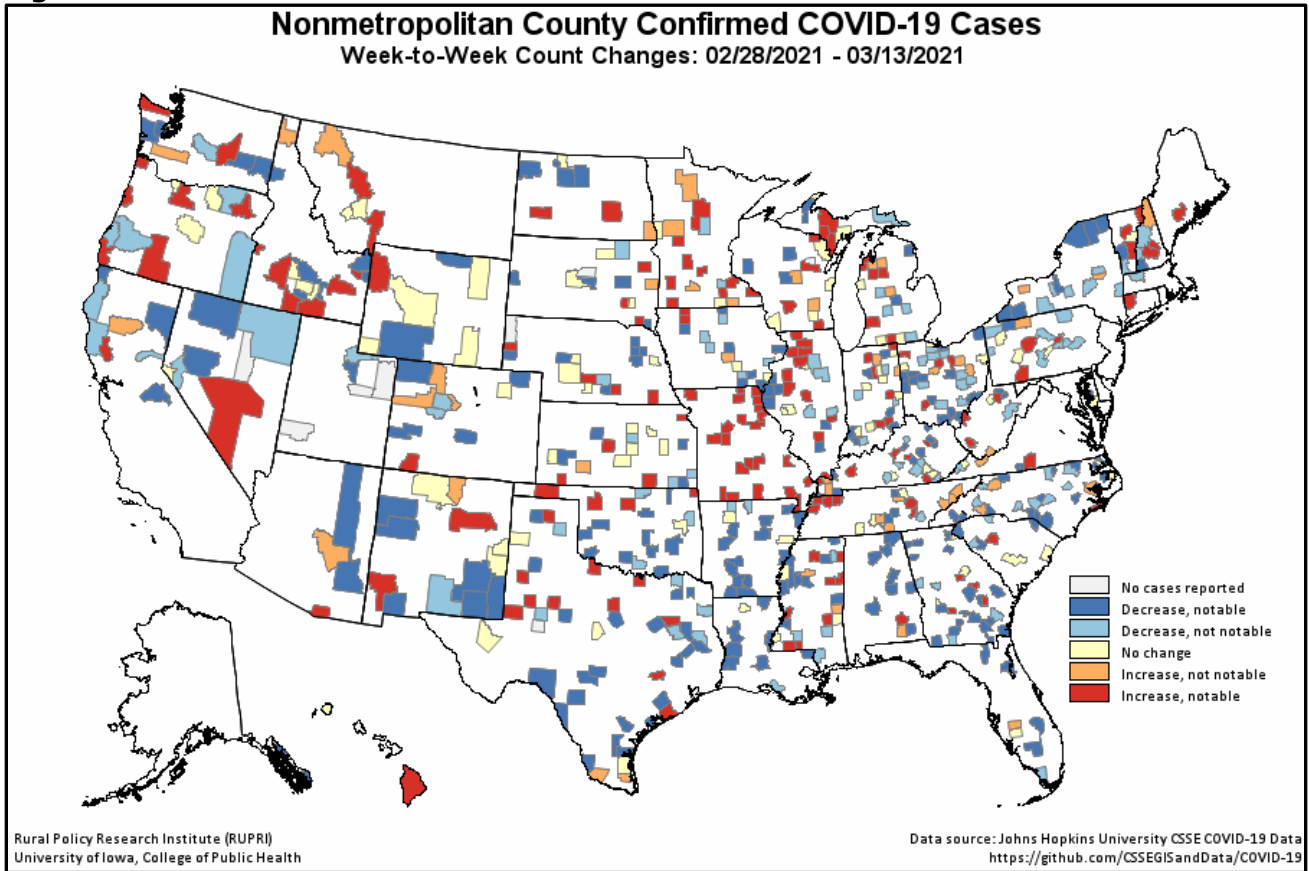 Nonmetropolitan County Confirmed COVID-19 Cases
Week-to-Week Count Changes: 02/28/2021 - 03/13/2021
No cases reported
Decrease, notable
Decrease, not notable
No change
Increase, not notable
Increase, notable
Rural Policy Research Institute (RUPRI)
University of Iowa, College of Public Health
Data source: Johns Hopkins University CSSE COVID-19 Data
https://github.com/CSSEGISandData/COVID-19